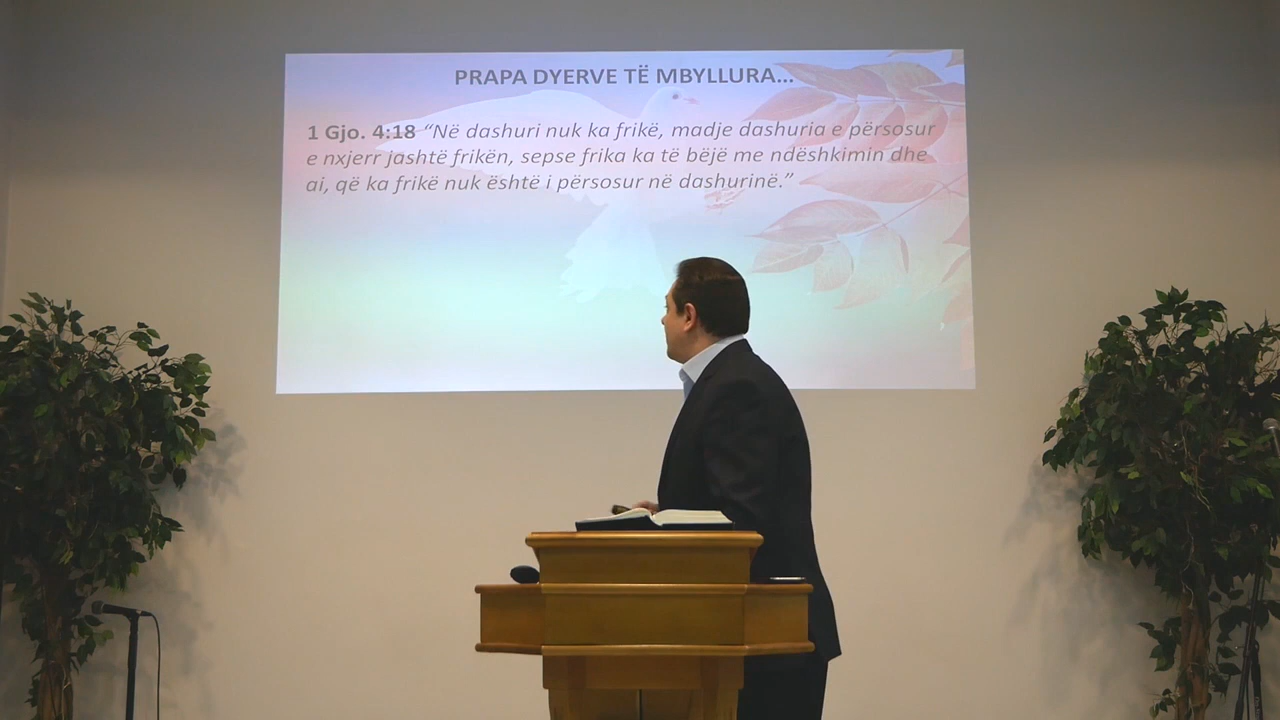 PRAPA DYERVE TË MBYLLURA...
1 Gjo. 4:18 “Në dashuri nuk ka frikë, madje dashuria e përsosur
e nxjerr jashtë frikën, sepse frika ka të bëjë me ndëshkimin dhe
ai, që ka frikë nuk është i përsosur në dashurinë.”